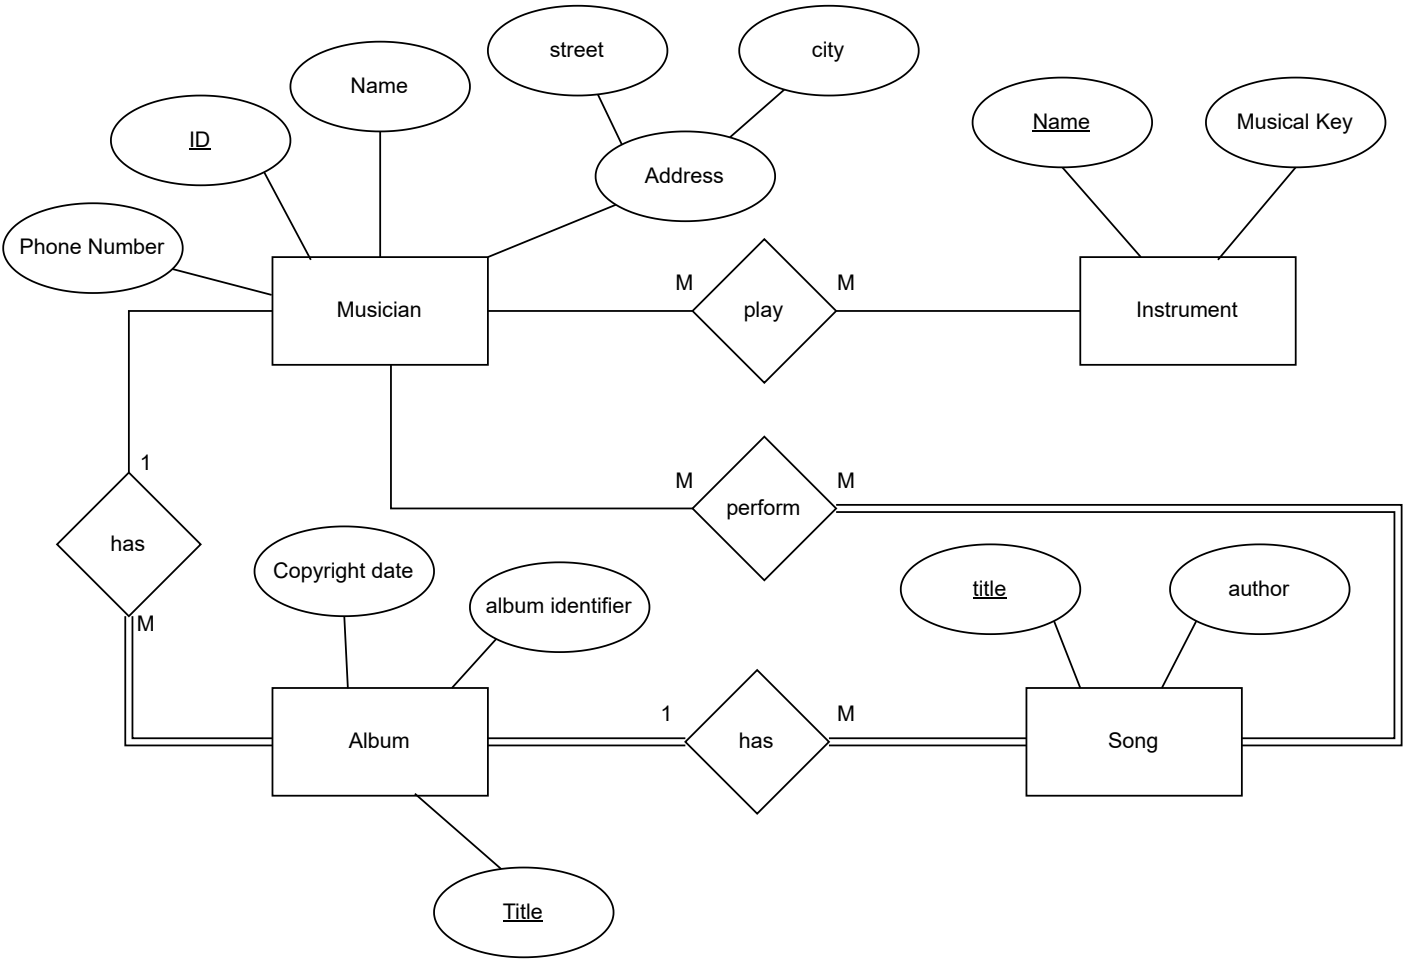 street
city
Name
ID
Name
Musical Key
Address
Phone Number
M
M
Musician
play
Instrument
1
M
M
perform
has
Copyright date
album identifier
title
author
M
1
M
Album
has
Song
Title